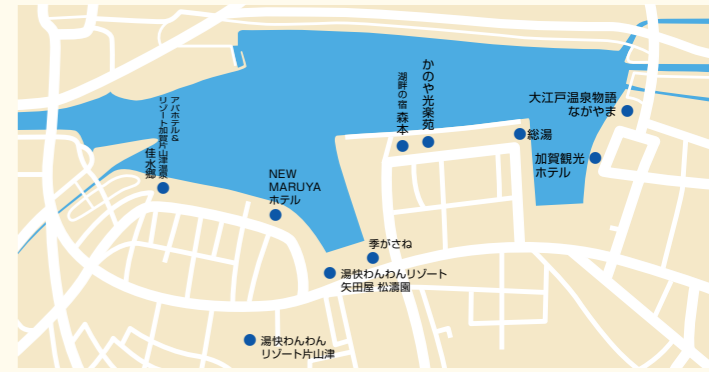 アパホテル&
リゾート加賀片山津温泉
佳水郷
NEW
MARUYA
ホテル
湖畔の宿 森本
かのや光楽苑
総湯
大江戸温泉物語
ながやま
加賀観光
ホテル
季がさね
湯快わんわんリゾート
矢田屋 松濤園
湯快わんわん
リゾート片山津